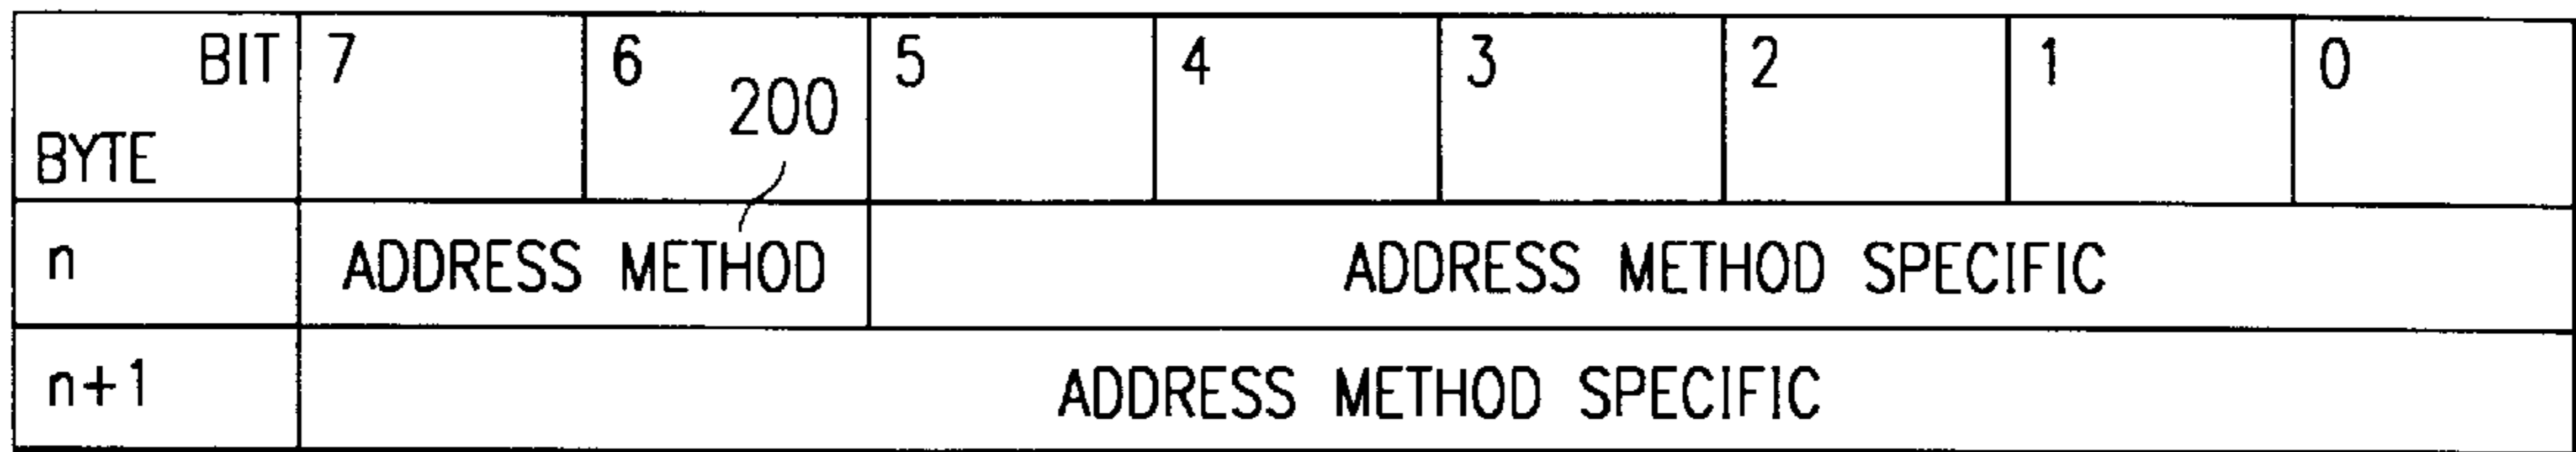 BIT 7 6 5 4 3 2 1 0
200
BYTE
n ADDRESS METHOD ADDRESS METHOD SPECIFIC
n+1 ADDRESS METHOD SPECIFIC